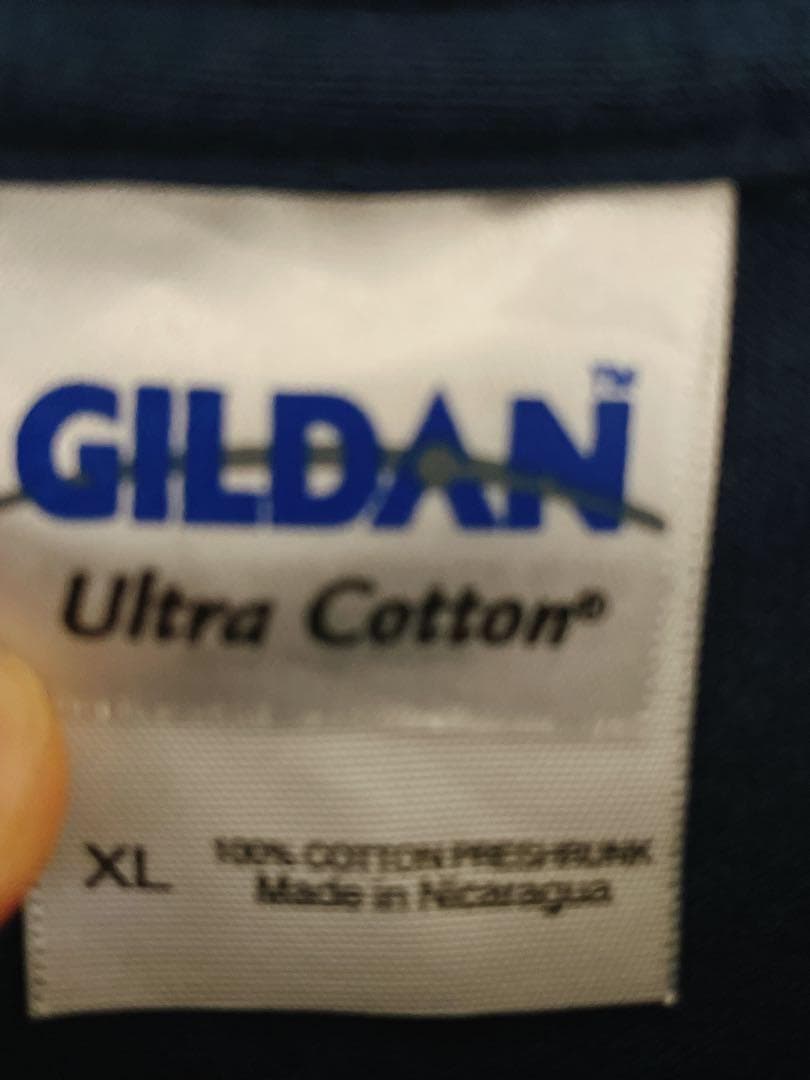 GILDAN™
Ultra Cotton®
XL
100% COTTON PRESHRUNK
Made in Nicaragua